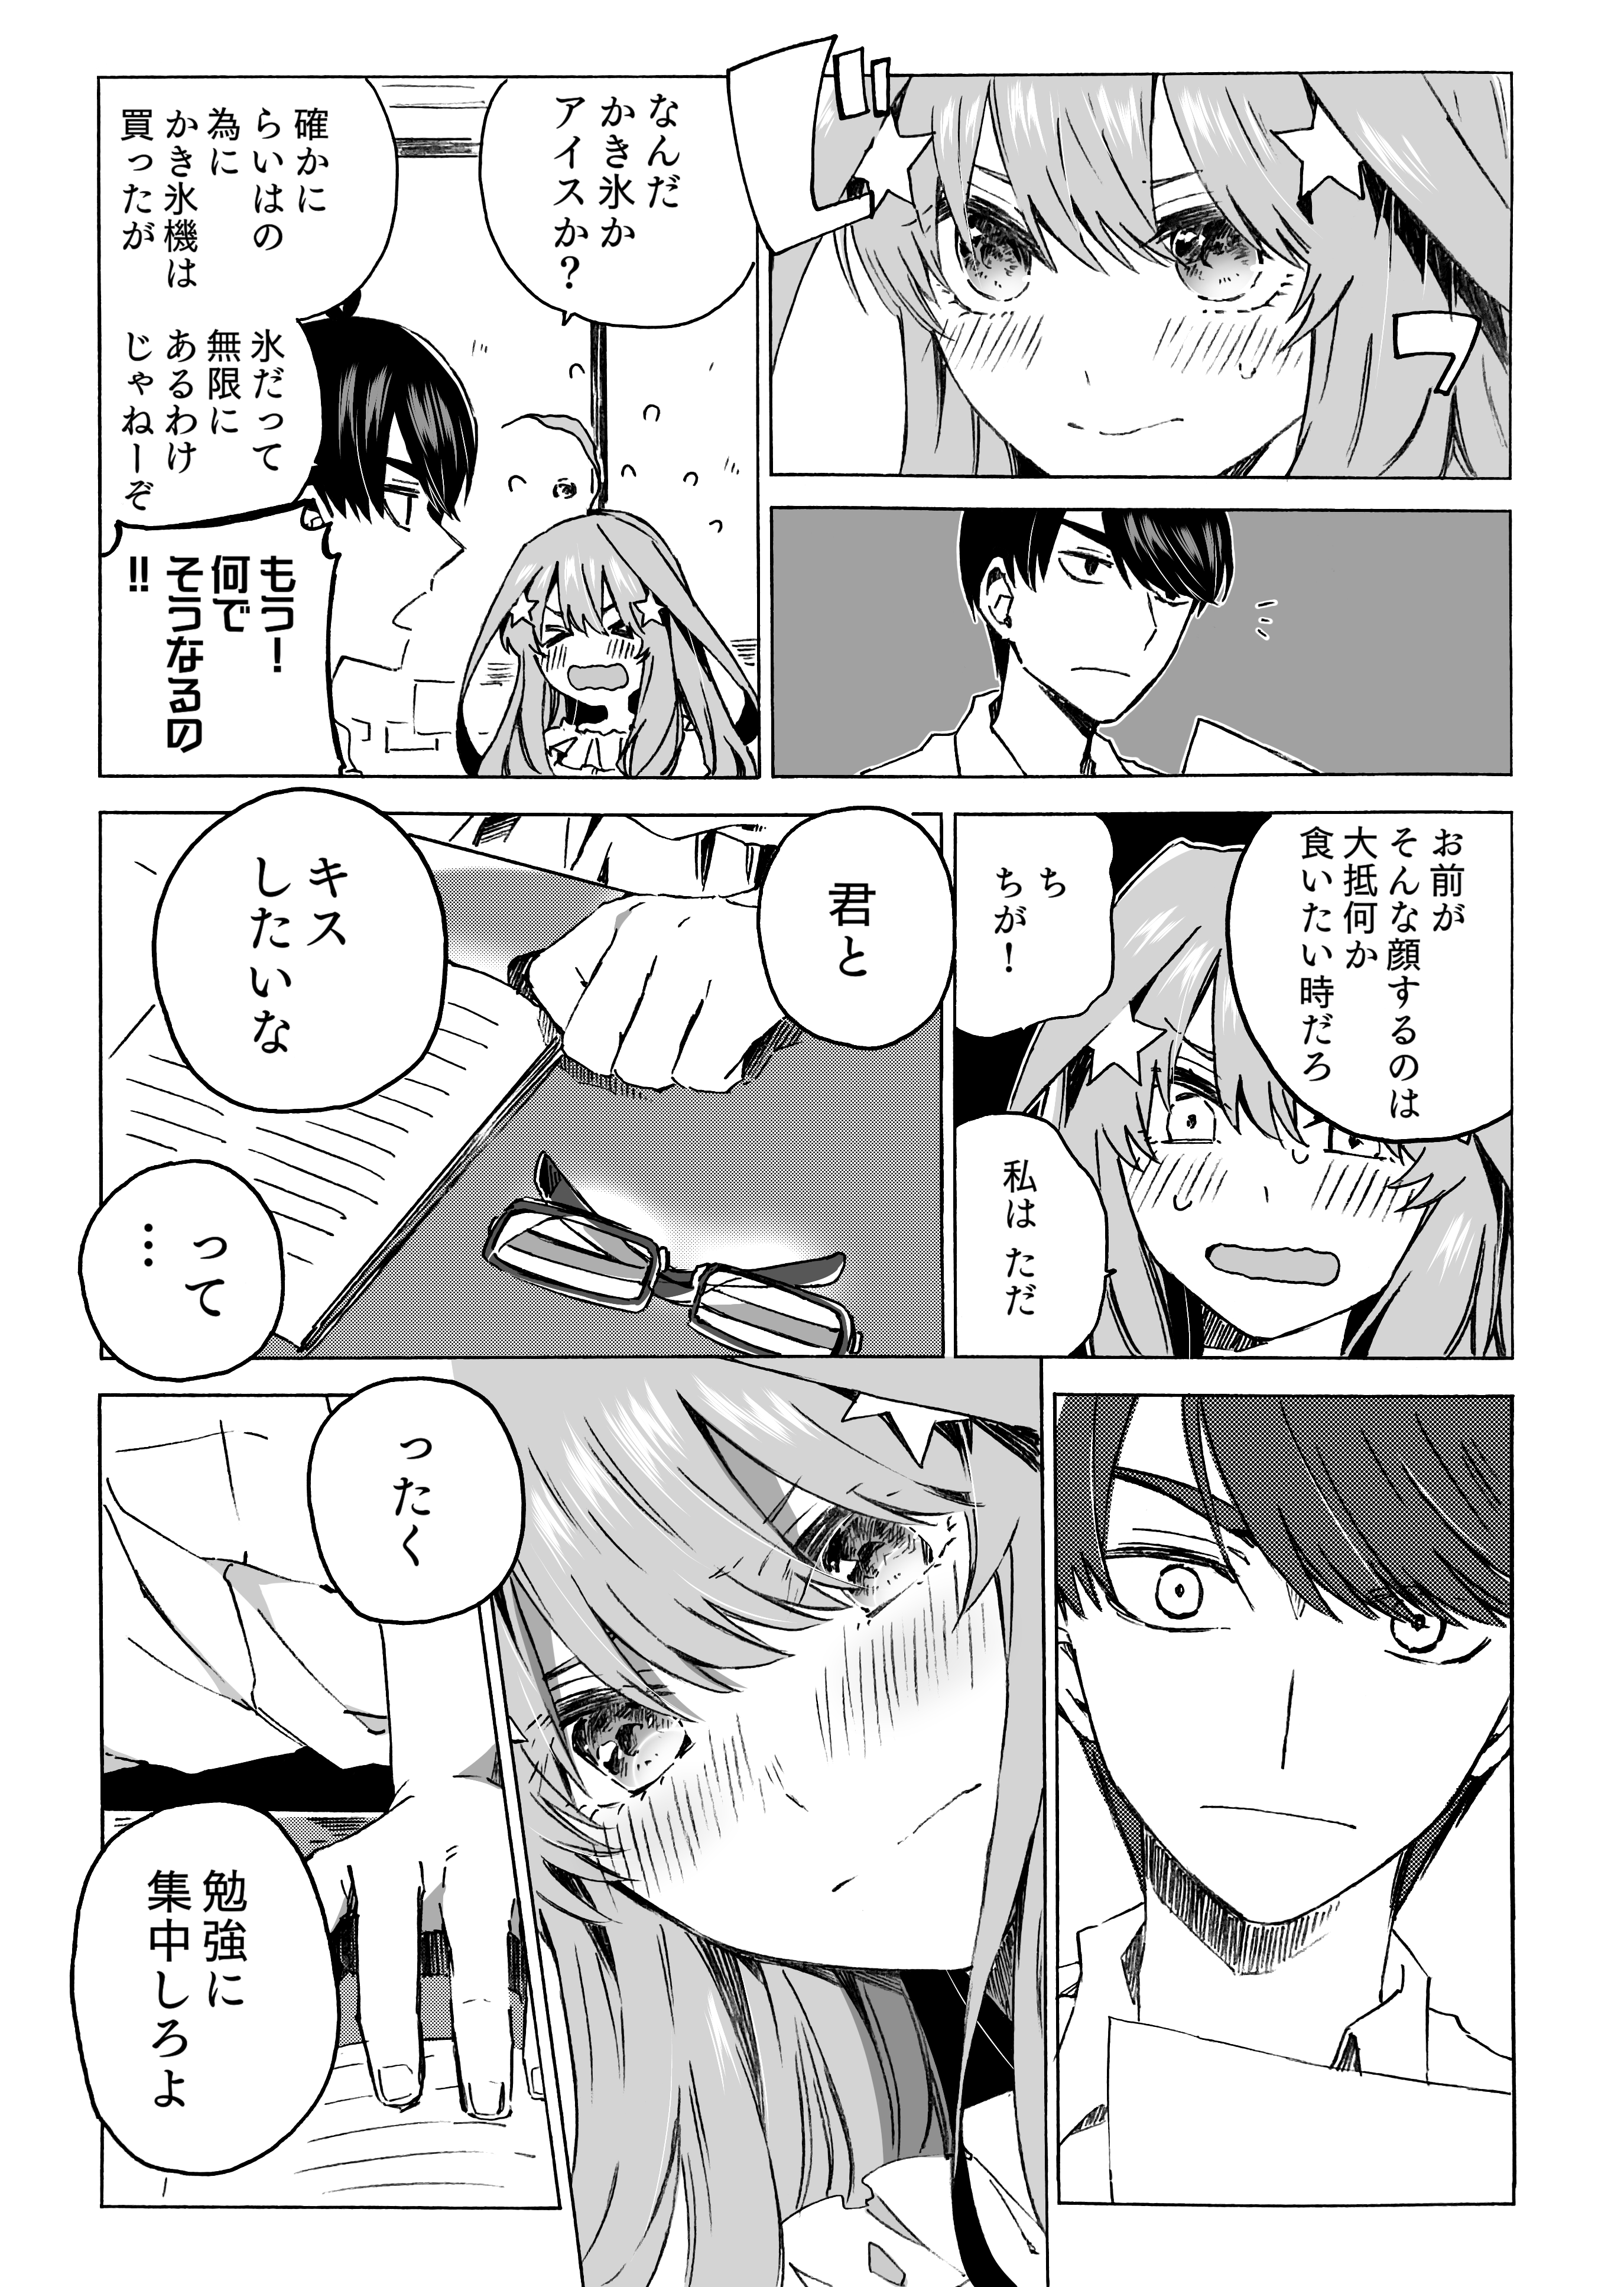 じーっ
なんだ
かき氷か
アイスか？
確かに
らいはの
為に
かき氷機は
買ったが
氷だって
無限に
あるわけ
じゃねーぞ
もう！
何で
そうなるの
!!
お前が
そんな顔するのは
大抵何か
食いたい時だろ
ち
ちが！
私は ただ
君と
キス
したいな
って
…
ったく
勉強に
集中しろよ